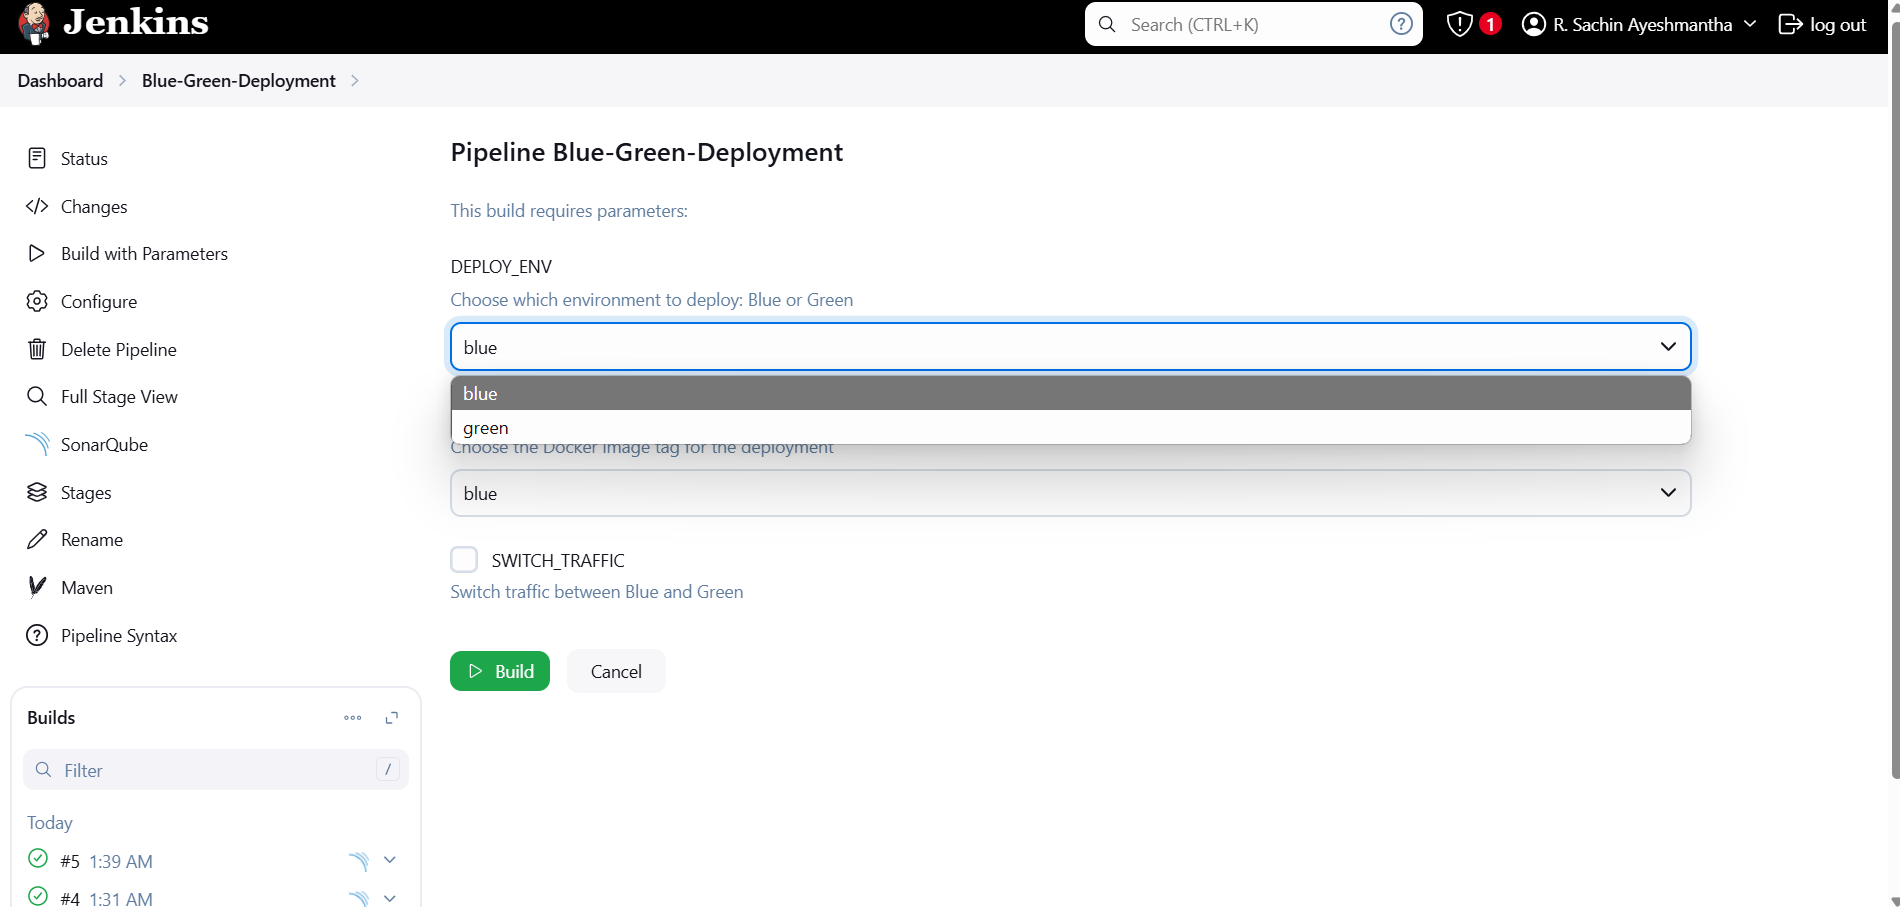 Jenkins
Search (CTRL+K)
?
1
R. Sachin Ayeshmantha
log out
Dashboard
Blue-Green-Deployment
Status
Changes
Build with Parameters
Configure
Delete Pipeline
Full Stage View
SonarQube
Stages
Rename
Maven
Pipeline Syntax
Builds
Filter
/
Today
#5 1:39 AM
#4 1:31 AM
Pipeline Blue-Green-Deployment
This build requires parameters:
DEPLOY_ENV
Choose which environment to deploy: Blue or Green
blue
blue
green
Choose the Docker image tag for the deployment
blue
SWITCH_TRAFFIC
Switch traffic between Blue and Green
Build
Cancel